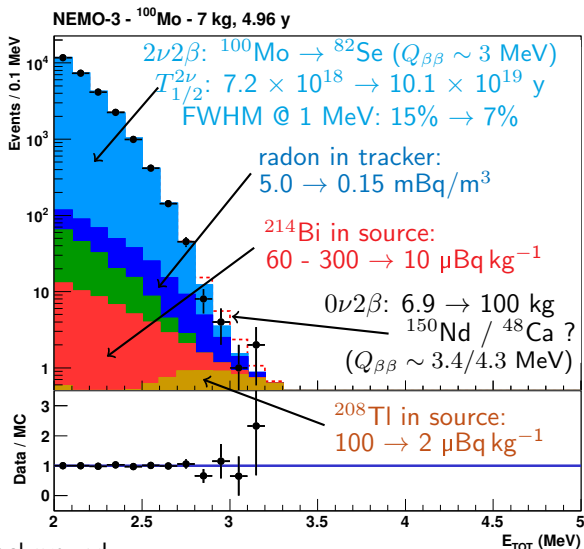 NEMO-3 - ¹⁰⁰Mo - 7 kg, 4.96 y
Events / 0.1 MeV
10⁴
10³
10²
10
1
2ν2β: ¹⁰⁰Mo → ⁸²Se (Q_ββ ∼ 3 MeV)
T^2ν_1/2: 7.2 × 10¹⁸ → 10.1 × 10¹⁹ y
FWHM @ 1 MeV: 15% → 7%
radon in tracker:
5.0 → 0.15 mBq/m³
²¹⁴Bi in source:
60 - 300 → 10 µBq kg⁻¹
0ν2β: 6.9 → 100 kg
¹⁵⁰Nd / ⁴⁸Ca ?
(Q_ββ ∼ 3.4/4.3 MeV)
²⁰⁸Tl in source:
100 → 2 µBq kg⁻¹
Data / MC
3
2
1
0
2 2.5 3 3.5 4 4.5 5
E_TOT (MeV)